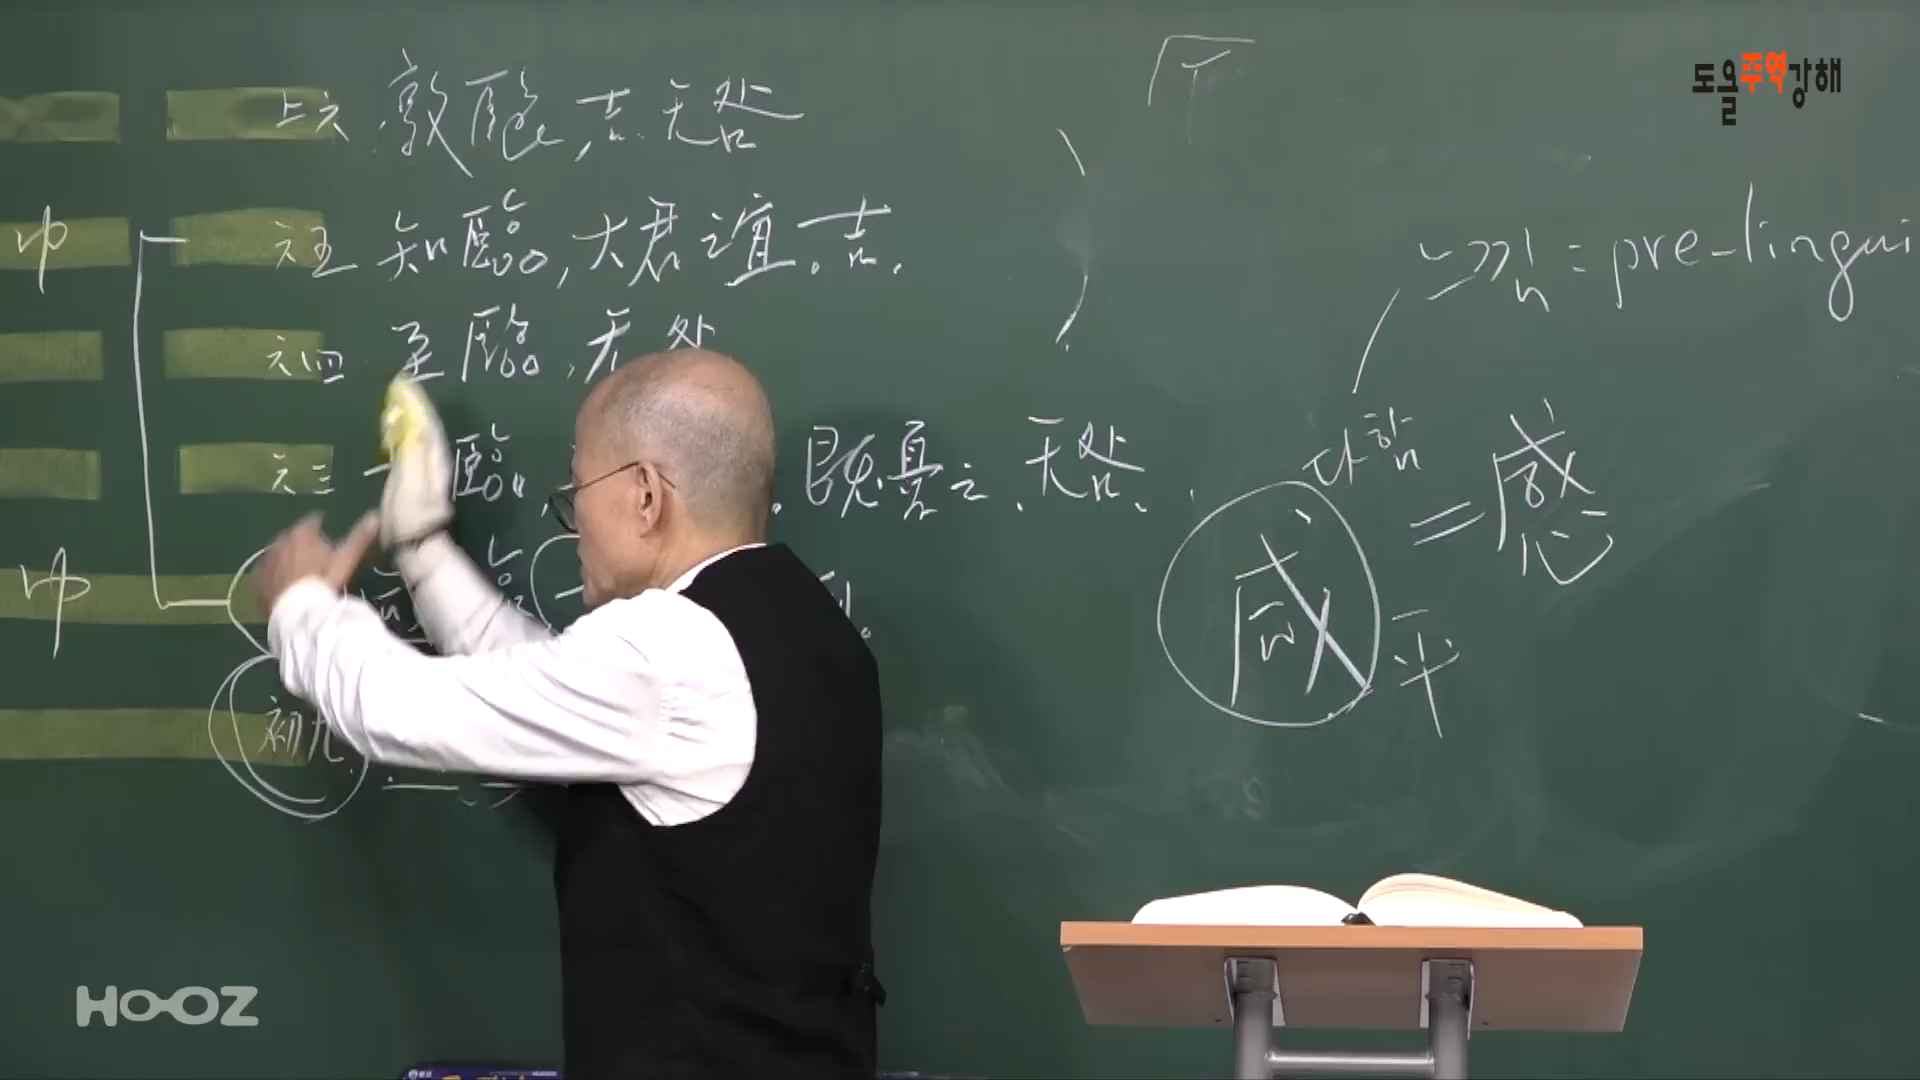 도올주역강해
上六 敦臨, 吉. 无咎
中 六五 知臨, 大君之宜. 吉.
느낌 = pre-lingui
六四 至臨, 无咎
다함
六三 臨, 旣憂之. 无咎.
咸 = 感
中
咸 平
初九
HOOZ